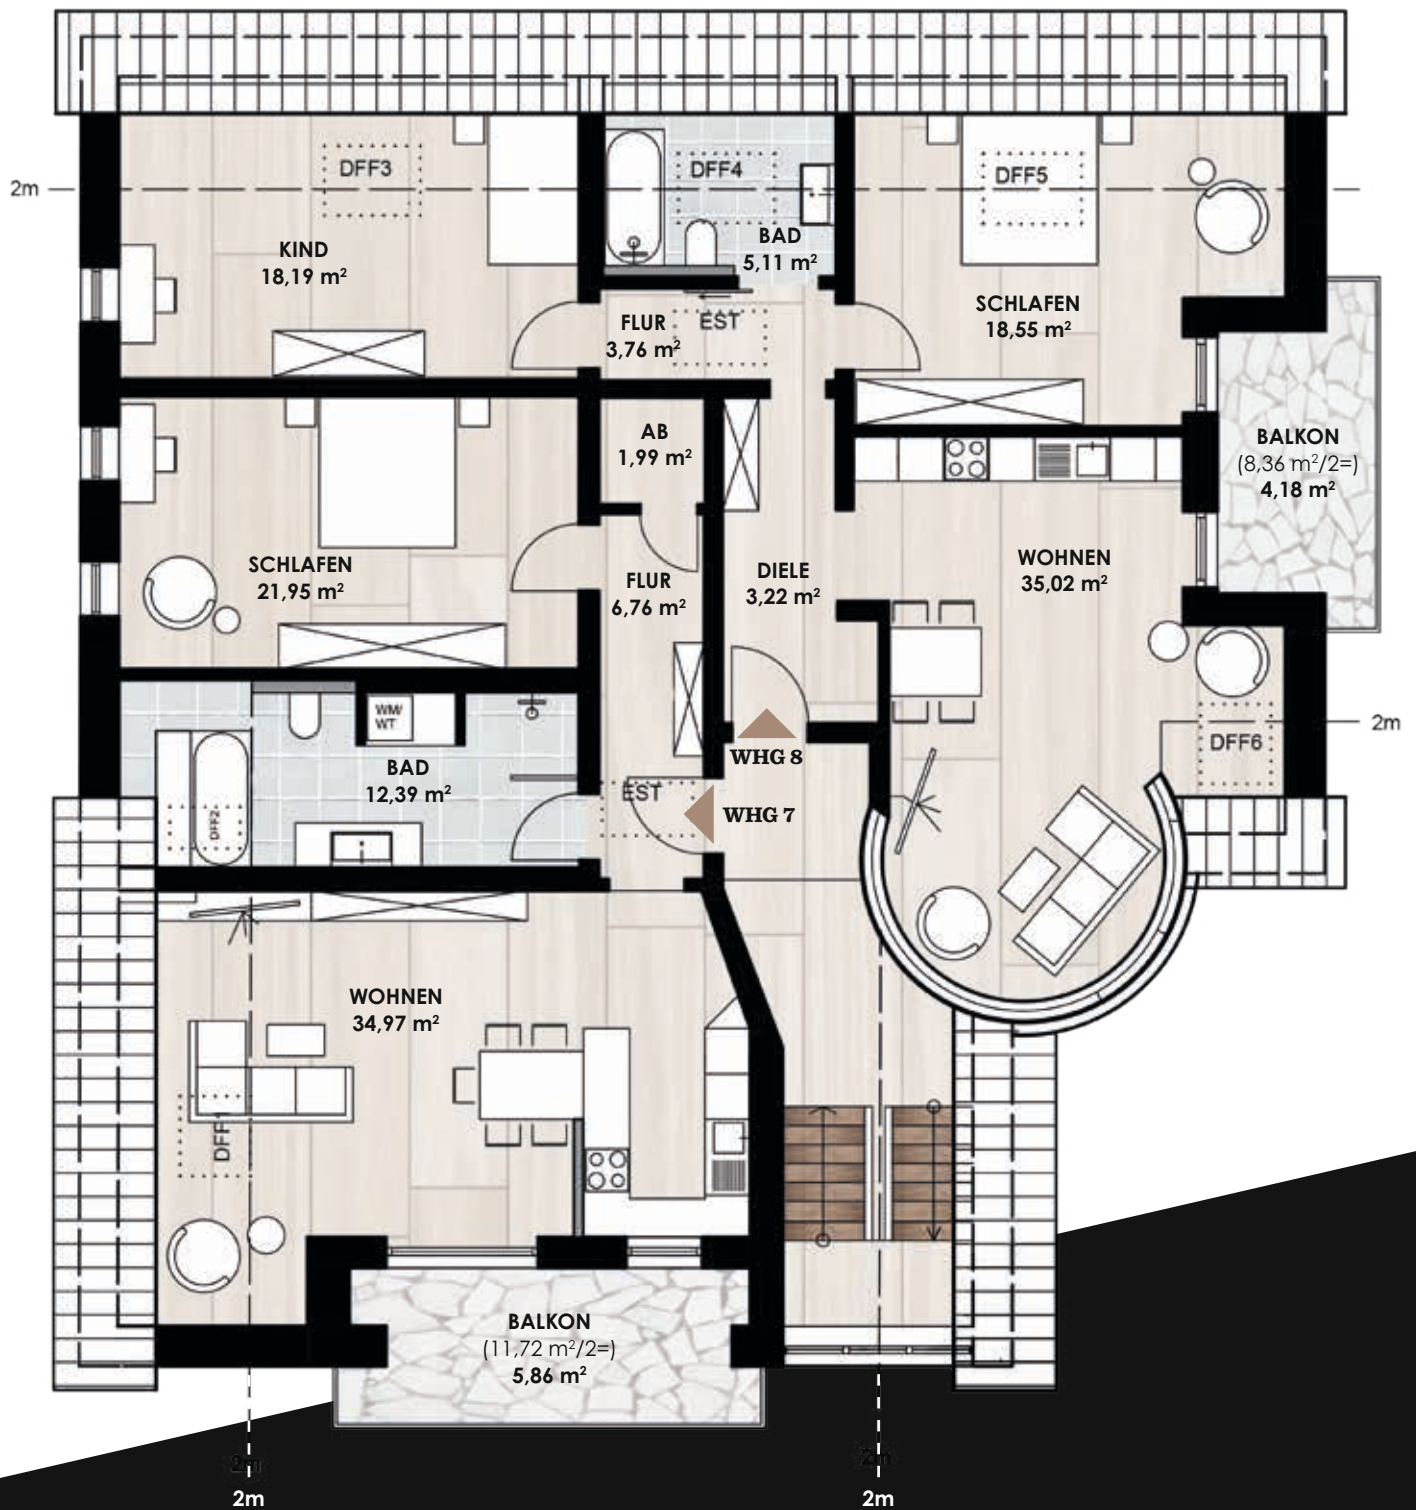 DFF3
DFF4
DFF5
2m
KIND
18,19 m²
BAD
5,11 m²
SCHLAFEN
18,55 m²
FLUR
3,76 m²
EST
AB
1,99 m²
BALKON
(8,36 m²/2=)
4,18 m²
SCHLAFEN
21,95 m²
FLUR
6,76 m²
DIELE
3,22 m²
WOHNEN
35,02 m²
WM/
WT
2m
DFF6
WHG 8
BAD
12,39 m²
EST
WHG 7
DFF2
WOHNEN
34,97 m²
DFF1
BALKON
(11,72 m²/2=)
5,86 m²
2m
2m
2m
2m